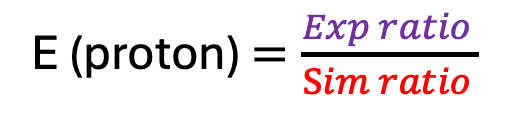 E (proton) = Exp ratio
Sim ratio